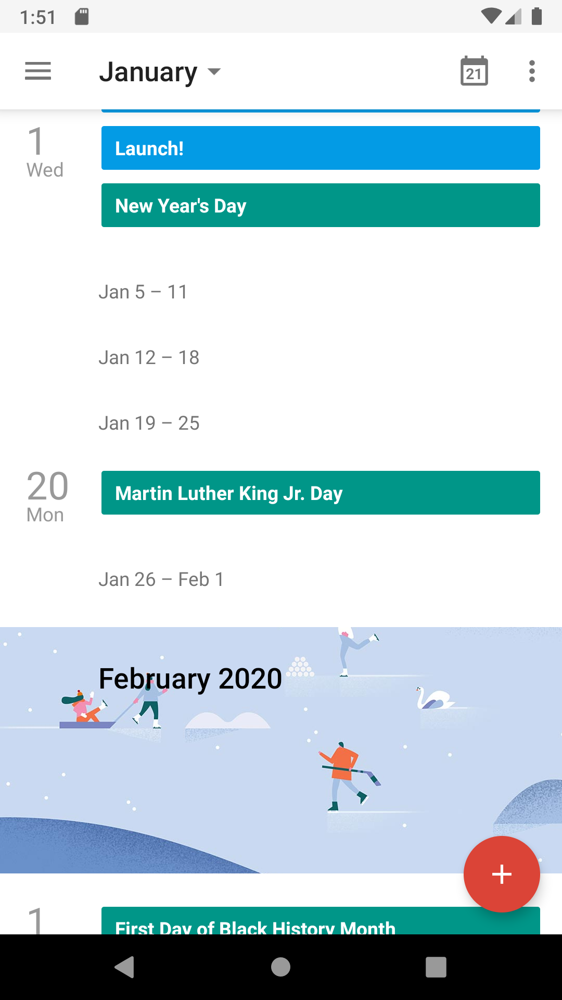 1:51
January
21
1
Wed
Launch!
New Year's Day
Jan 5 – 11
Jan 12 – 18
Jan 19 – 25
20
Mon
Martin Luther King Jr. Day
Jan 26 – Feb 1
February 2020
1
First Day of Black History Month